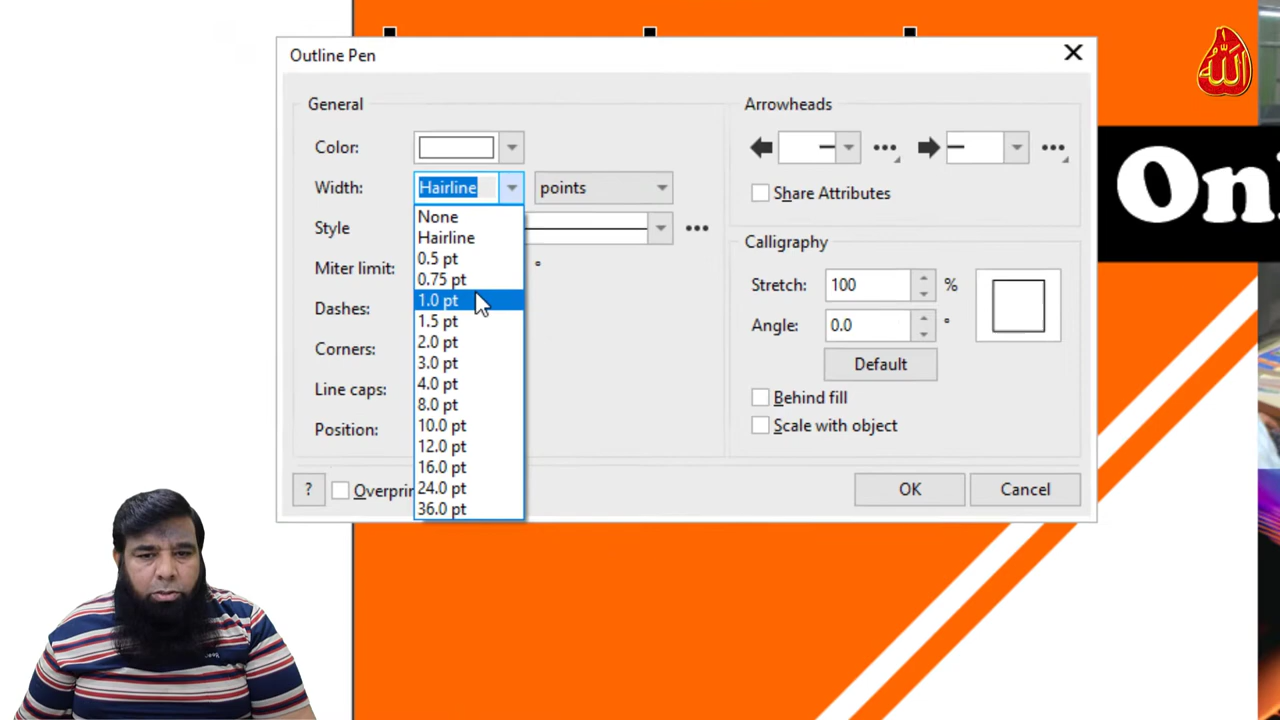 الله
Outline Pen
General
Color:
Width:
Hairline
points
None
Hairline
0.5 pt
0.75 pt
1.0 pt
1.5 pt
2.0 pt
3.0 pt
4.0 pt
8.0 pt
10.0 pt
12.0 pt
16.0 pt
24.0 pt
36.0 pt
Style
Miter limit:
°
Dashes:
Corners:
Line caps:
Position:
?
Overprin
Arrowheads
Share Attributes
Calligraphy
Stretch:
100
%
Angle:
0.0
°
Default
Behind fill
Scale with object
OK
Cancel
Onl